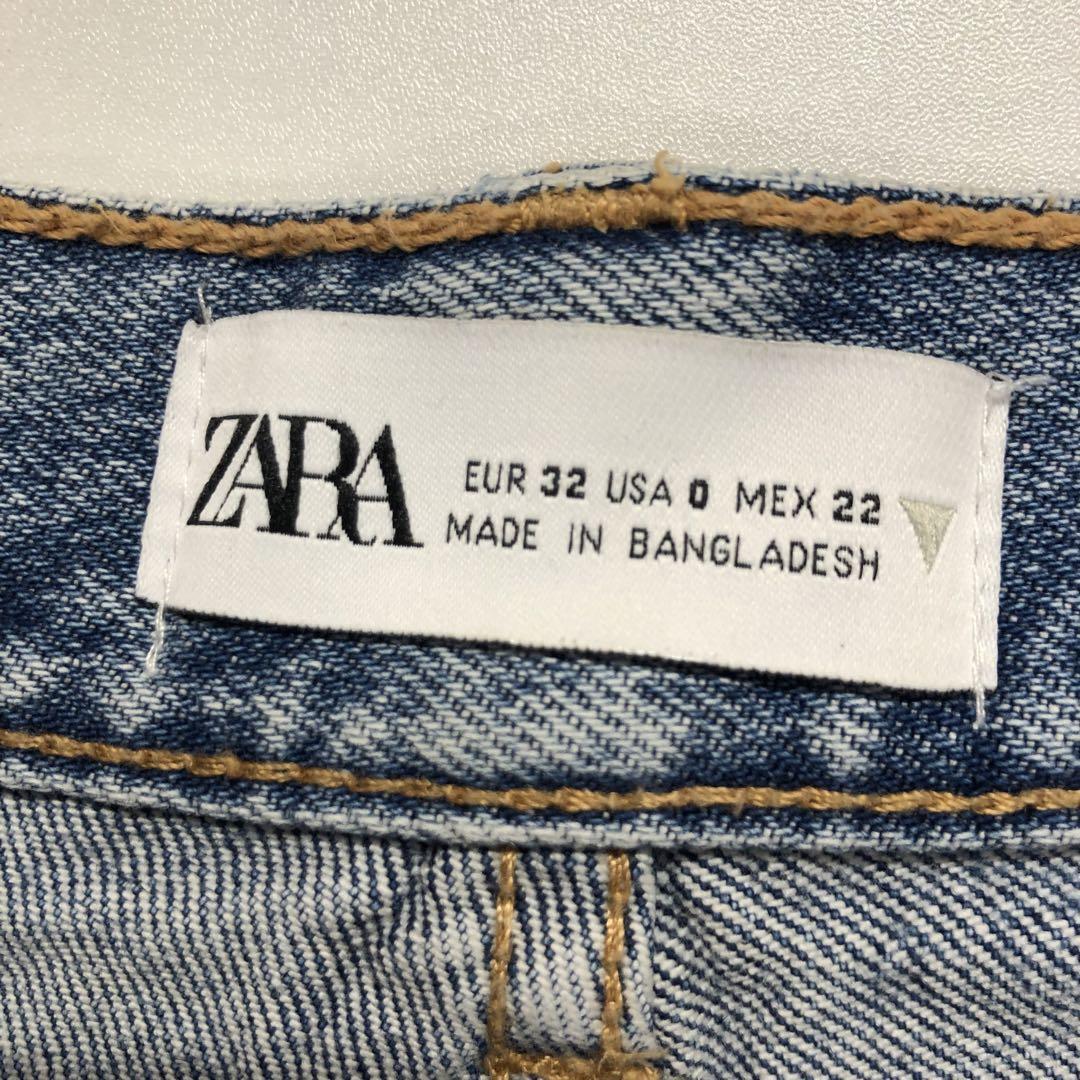 ZARA
EUR 32 USA 0 MEX 22
MADE IN BANGLADESH